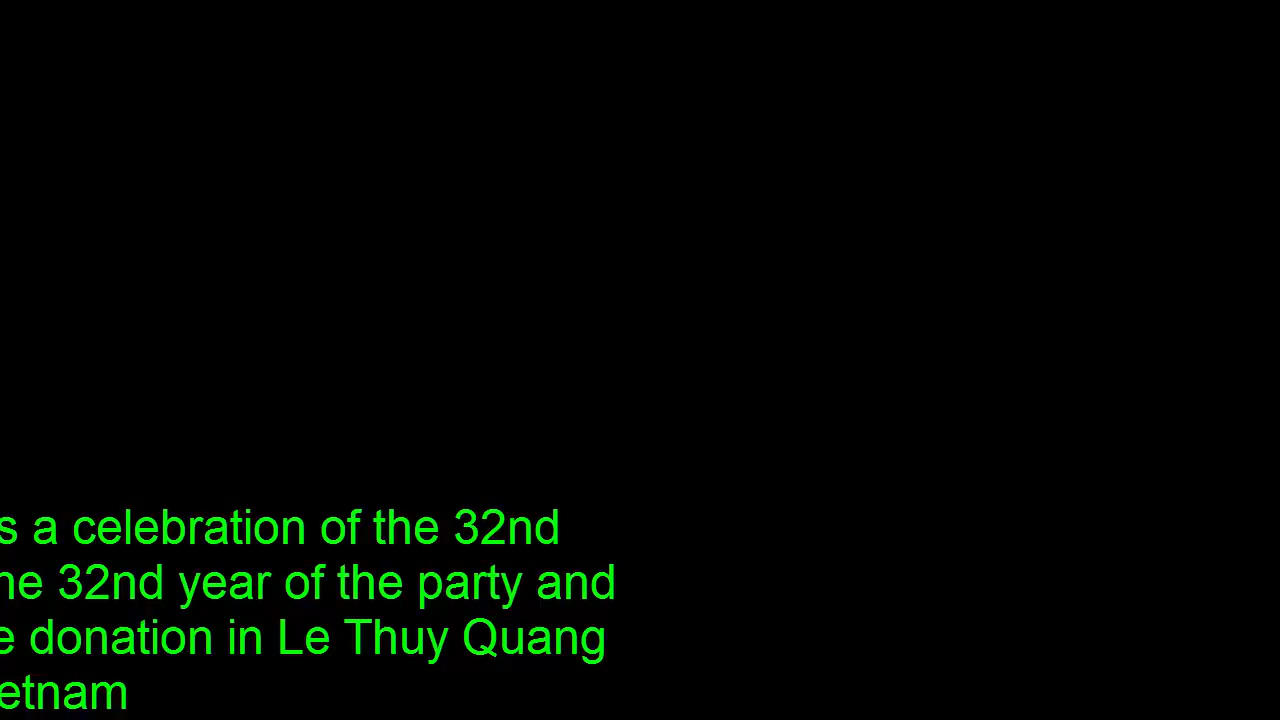 s a celebration of the 32nd
he 32nd year of the party and
e donation in Le Thuy Quang
etnam